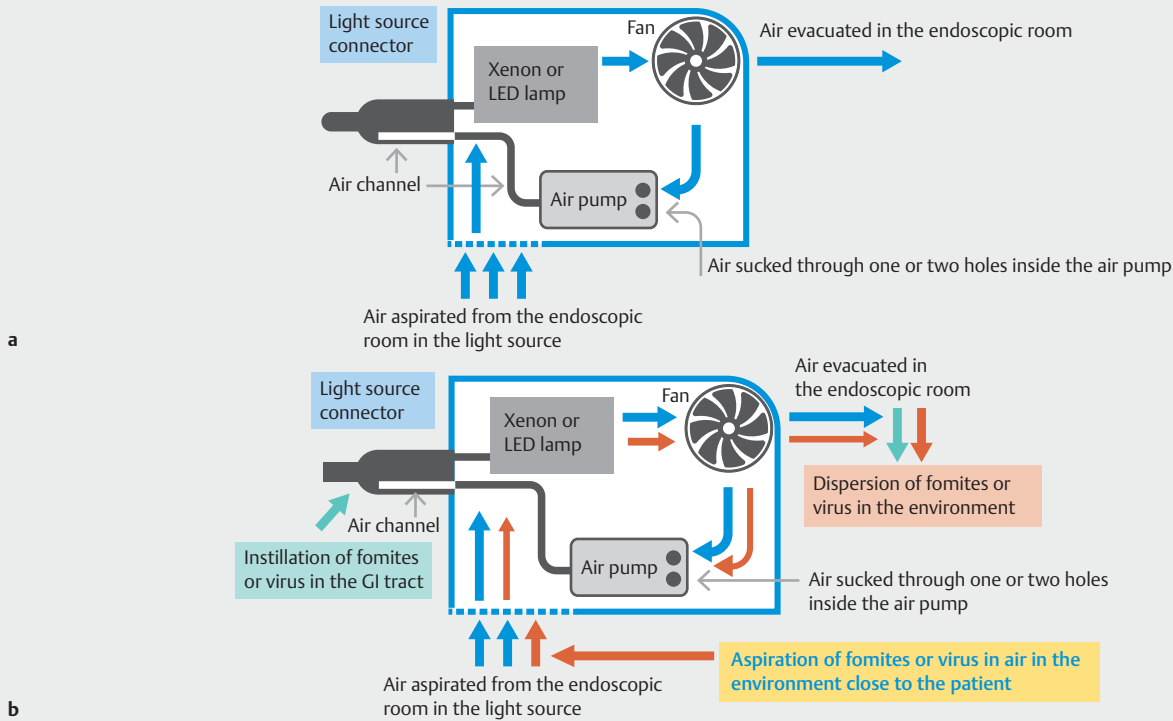 Light source
connector
Fan
Air evacuated in the endoscopic room
Xenon or
LED lamp
Air channel
Air pump
Air sucked through one or two holes inside the air pump
Air aspirated from the endoscopic
room in the light source
a
Light source
connector
Fan
Air evacuated in
the endoscopic room
Xenon or
LED lamp
Dispersion of fomites or
virus in the environment
Air channel
Instillation of fomites
or virus in the GI tract
Air pump
Air sucked through one or two holes
inside the air pump
Aspiration of fomites or virus in air in the
environment close to the patient
Air aspirated from the endoscopic
room in the light source
b